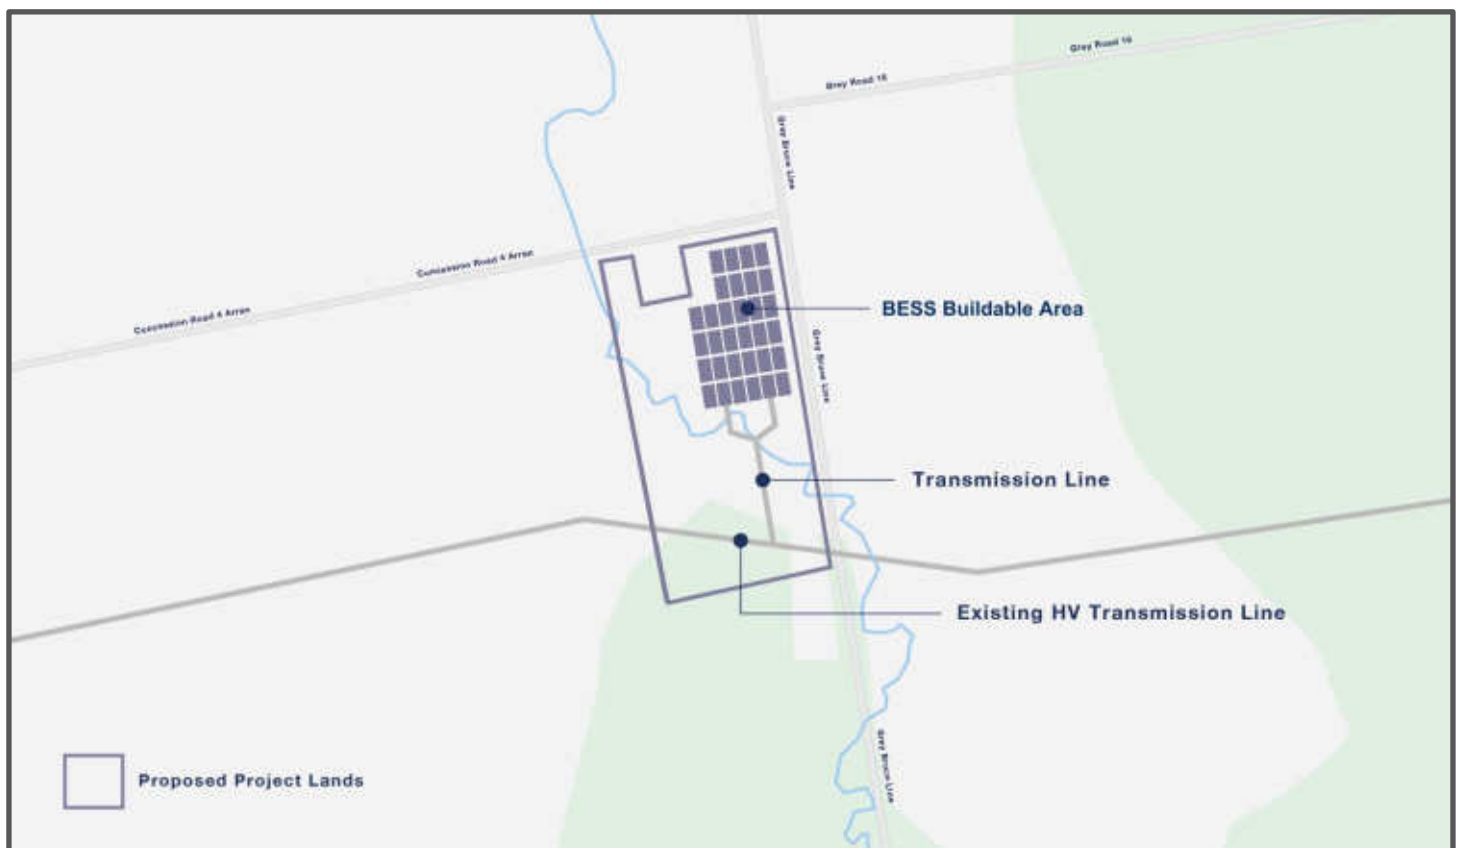 Grey Road 16
Grey Road 16
Grey Bruce Line
Concession Road 4 Arran
Concession Road 4 Arran
BESS Buildable Area
Grey Bruce Line
Transmission Line
Existing HV Transmission Line
Grey Bruce Line
Proposed Project Lands